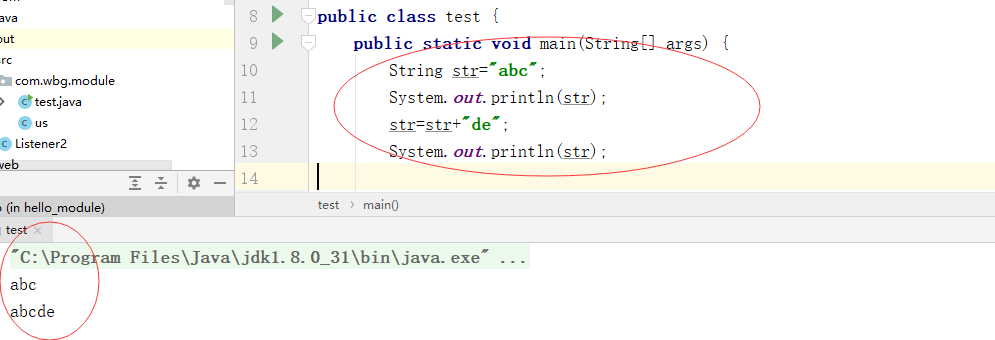 ava
out
src
com.wbg.module
test.java
us
Listener2
web
(in hello_module)
8 public class test {
9 public static void main(String[] args) {
10 String str="abc";
11 System.out.println(str);
12 str=str+"de";
13 System.out.println(str);
14
test > main()
test ×
"C:\Program Files\Java\jdk1.8.0_31\bin\java.exe" ...
abc
abcde